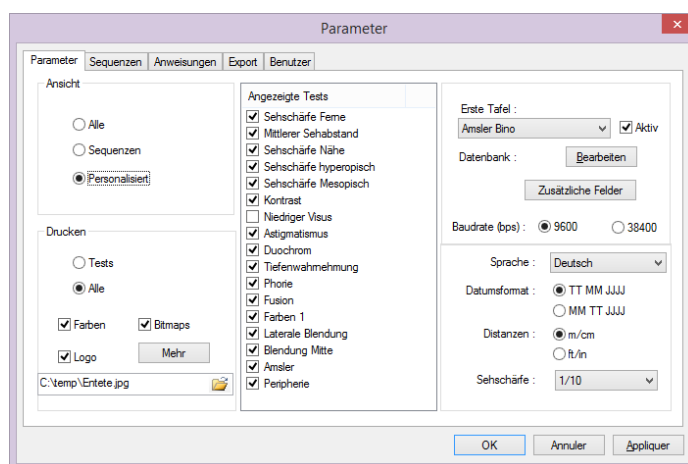 Parameter
Parameter Sequenzen Anweisungen Export Benutzer
Ansicht
Alle
Sequenzen
Personalisiert
Drucken
Tests
Alle
Farben Bitmaps
Logo Mehr
C:\temp\Entete.jpg
Angezeigte Tests
Sehschärfe Ferne
Mittlerer Sehabstand
Sehschärfe Nähe
Sehschärfe hyperopisch
Sehschärfe Mesopisch
Kontrast
Niedriger Visus
Astigmatismus
Duochrom
Tiefenwahrnehmung
Phorie
Fusion
Farben 1
Laterale Blendung
Blendung Mitte
Amsler
Peripherie
Erste Tafel :
Amsler Bino Aktiv
Datenbank : Bearbeiten
Zusätzliche Felder
Baudrate (bps) : 9600 38400
Sprache : Deutsch
Datumsformat : TT MM JJJJ
MM TT JJJJ
Distanzen : m/cm
ft/in
Sehschärfe : 1/10
OK Annuler Appliquer